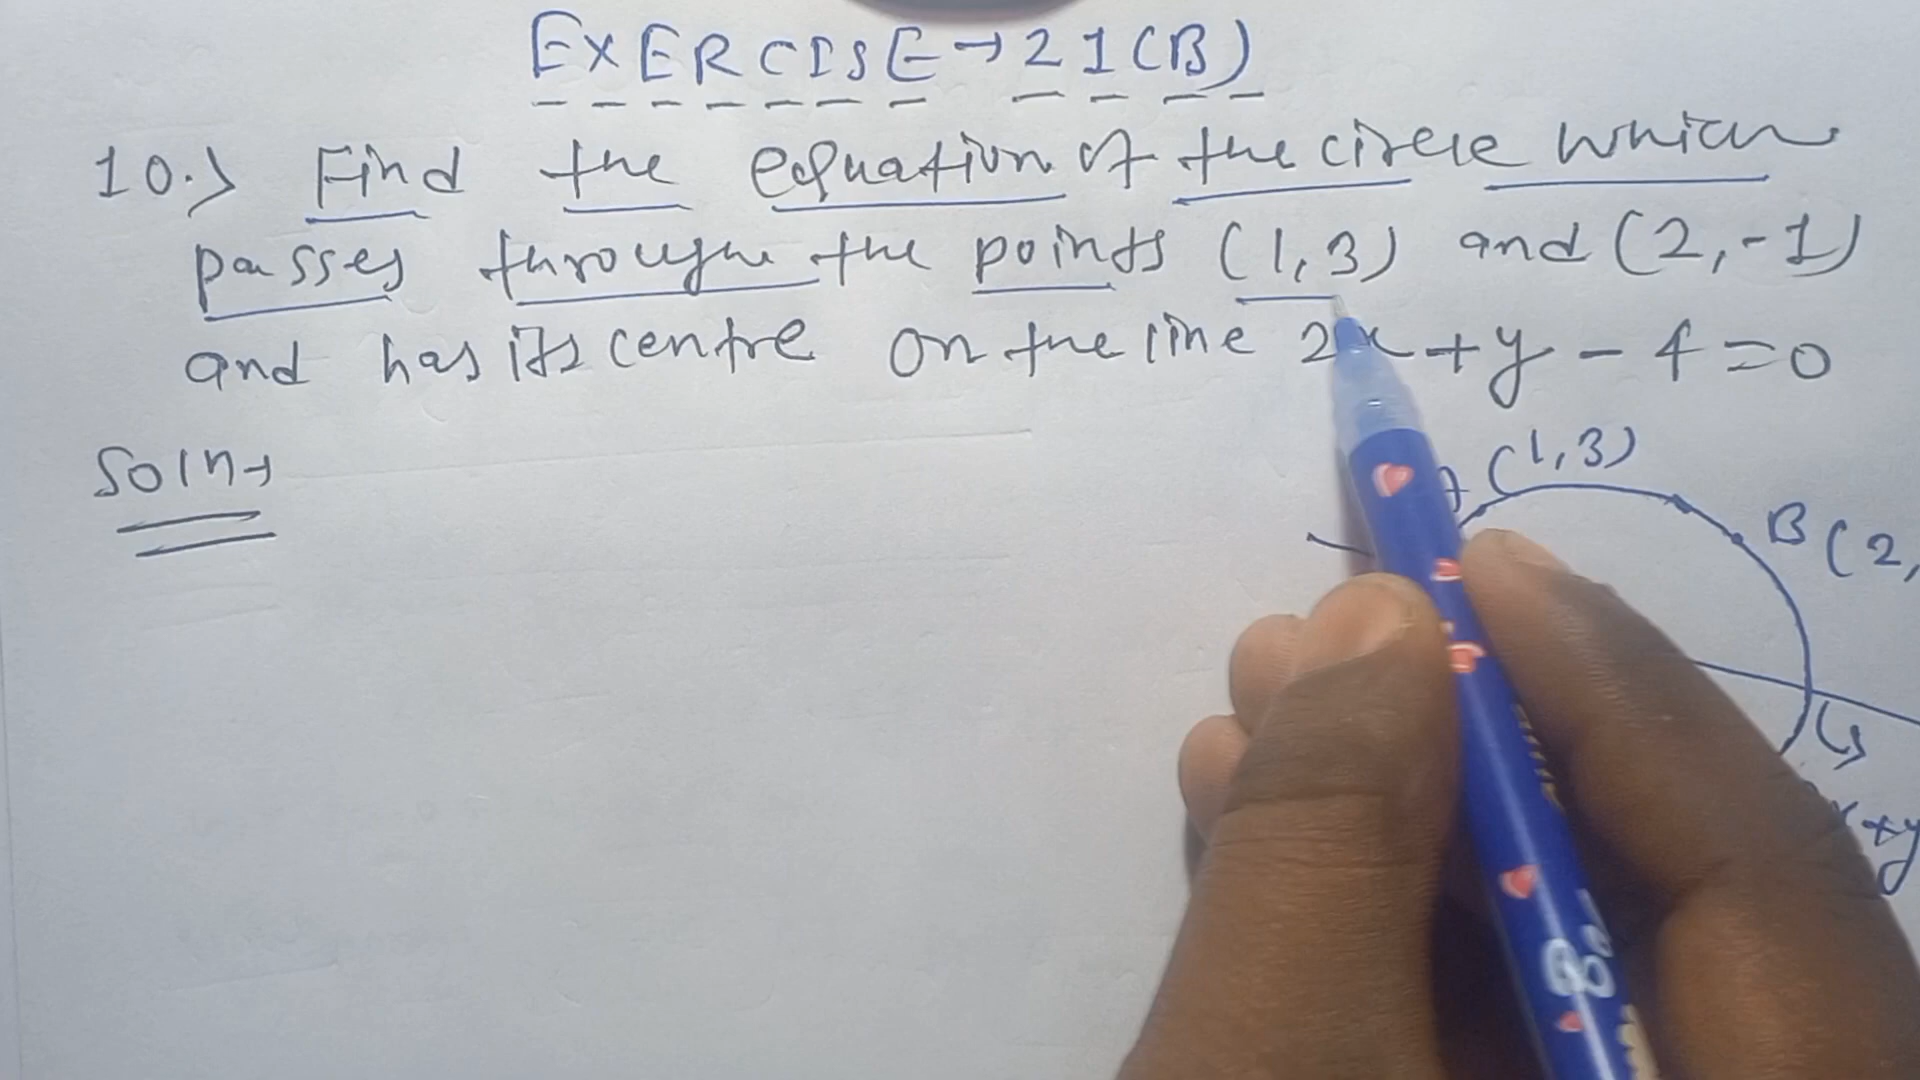 EXERCISE → 21(B)
10.) Find the equation of the circle which
passes through the points (1,3) and (2,-1)
and has its centre on the line 2x + y - 4 = 0
Soln→
A (1,3)
B (2,
x+y